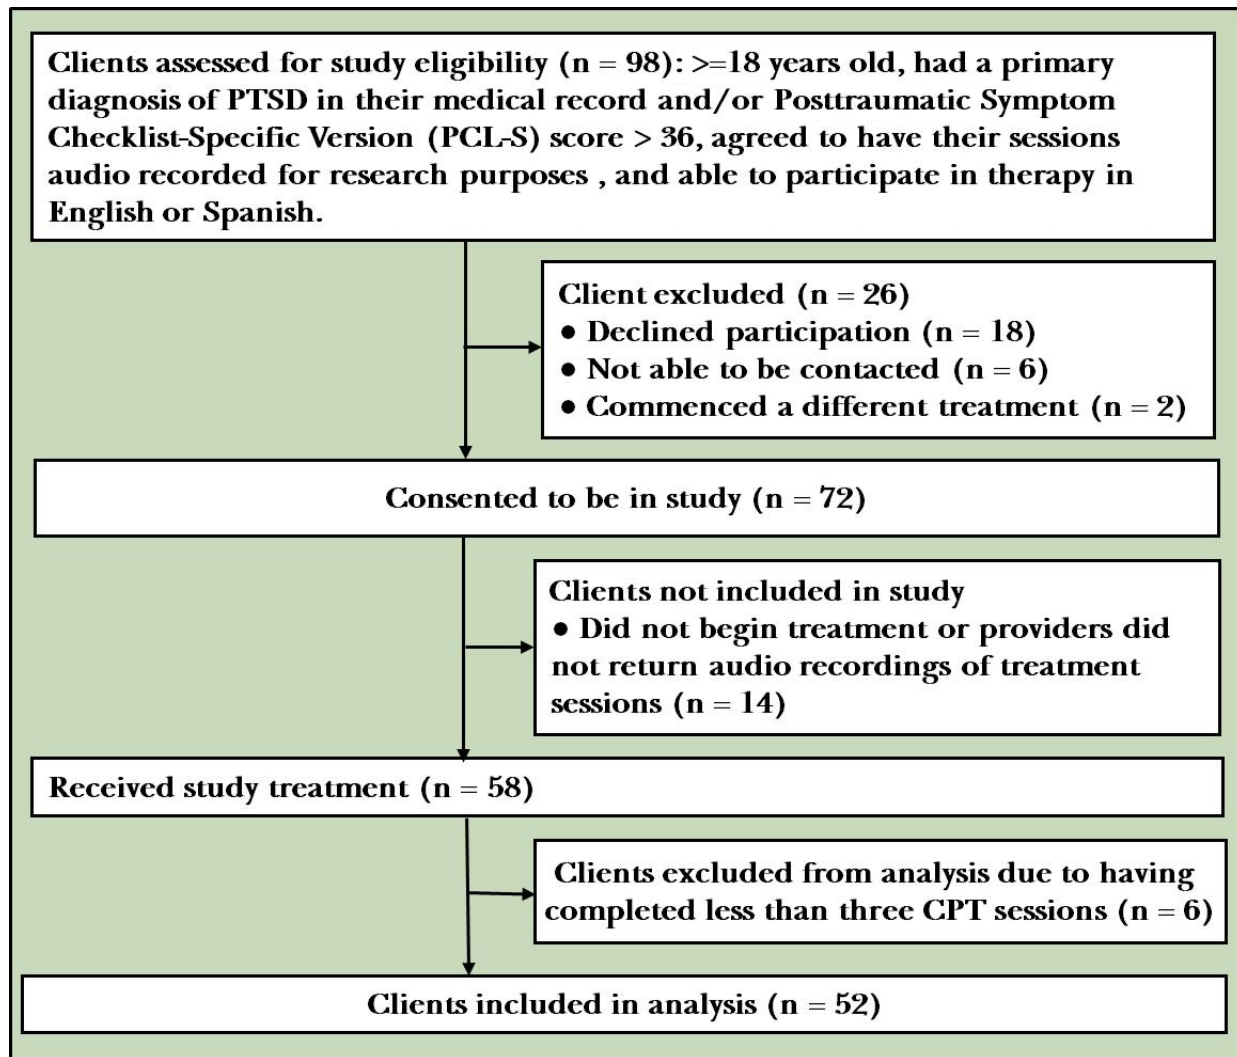 Clients assessed for study eligibility (n = 98): >=18 years old, had a primary
diagnosis of PTSD in their medical record and/or Posttraumatic Symptom
Checklist-Specific Version (PCL-S) score > 36, agreed to have their sessions
audio recorded for research purposes , and able to participate in therapy in
English or Spanish.
Client excluded (n = 26)
● Declined participation (n = 18)
● Not able to be contacted (n = 6)
● Commenced a different treatment (n = 2)
Consented to be in study (n = 72)
Clients not included in study
● Did not begin treatment or providers did
not return audio recordings of treatment
sessions (n = 14)
Received study treatment (n = 58)
Clients excluded from analysis due to having
completed less than three CPT sessions (n = 6)
Clients included in analysis (n = 52)